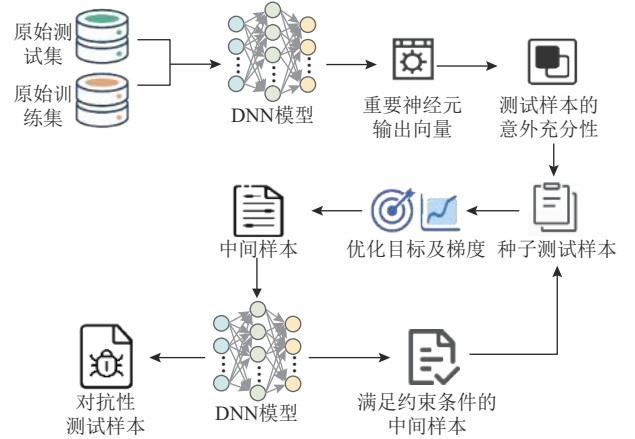 原始测
试集
原始训
练集
DNN模型
重要神经元
输出向量
测试样本的
意外充分性
中间样本
优化目标及梯度
种子测试样本
对抗性
测试样本
DNN模型
满足约束条件的
中间样本